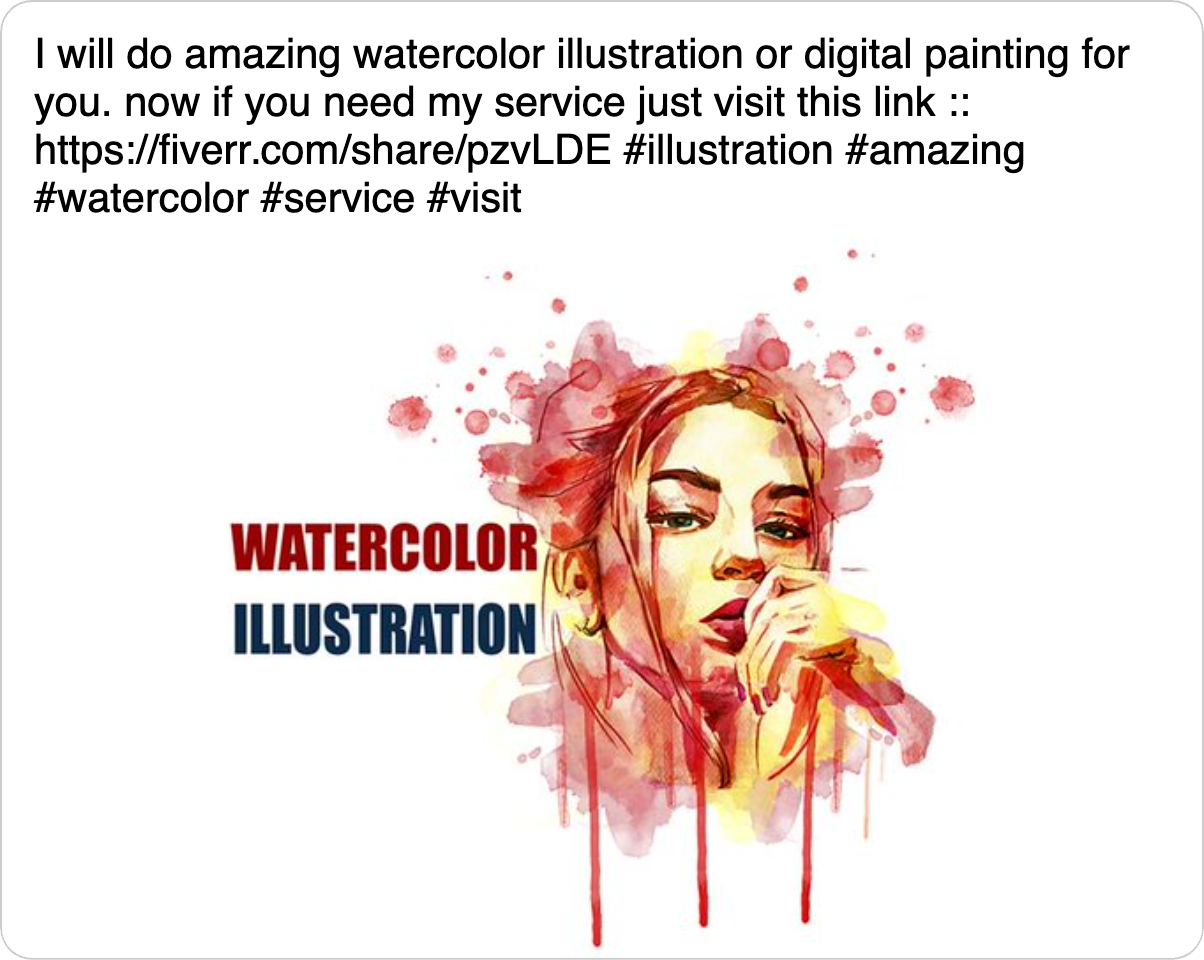 I will do amazing watercolor illustration or digital painting for
you. now if you need my service just visit this link ::
https://fiverr.com/share/pzvLDE #illustration #amazing
#watercolor #service #visit
WATERCOLOR
ILLUSTRATION